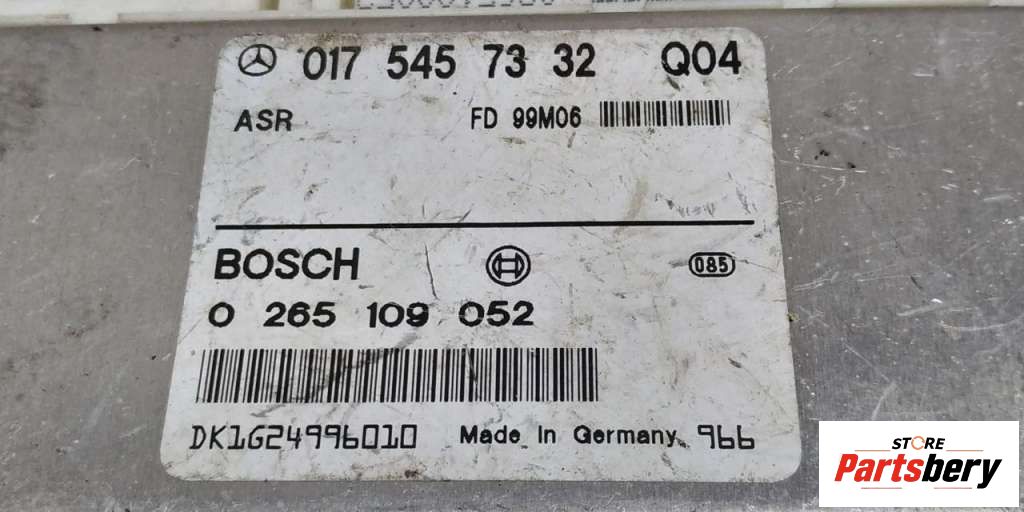 017 545 73 32 Q04
ASR FD 99M06
BOSCH 085
0 265 109 052
DK1G24996010 Made In Germany 966
STORE
Partsbery